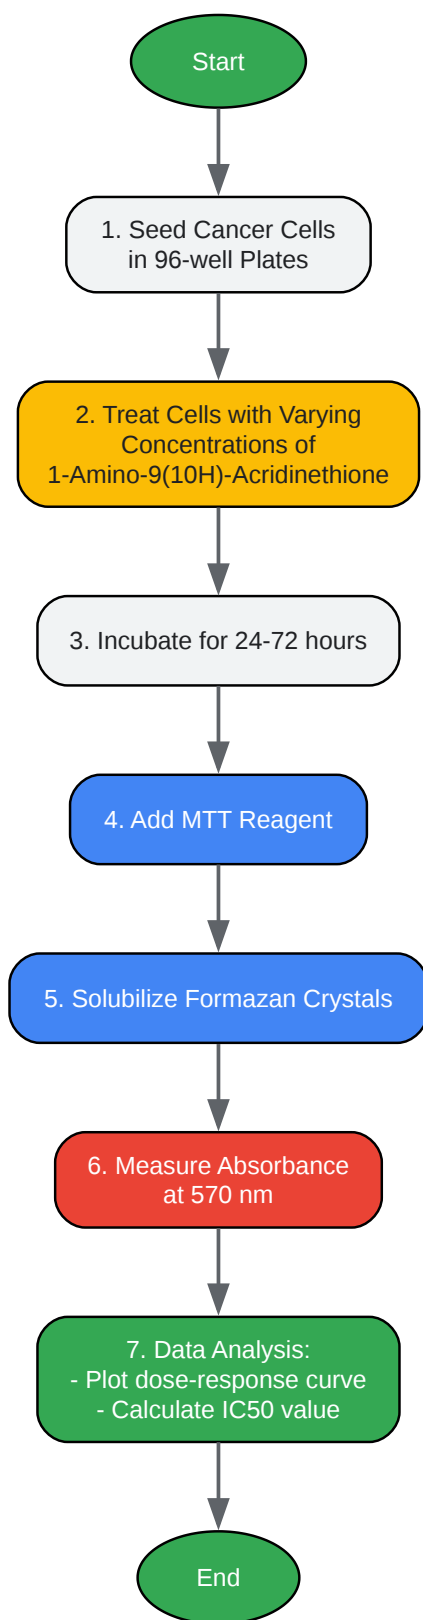 Start
1. Seed Cancer Cells
in 96-well Plates
2. Treat Cells with Varying
Concentrations of
1-Amino-9(10H)-Acridinethione
3. Incubate for 24-72 hours
4. Add MTT Reagent
5. Solubilize Formazan Crystals
6. Measure Absorbance
at 570 nm
7. Data Analysis:
- Plot dose-response curve
- Calculate IC50 value
End